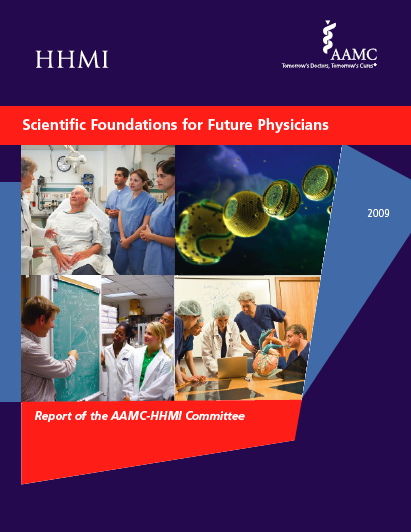 HHMI
AAMC
Tomorrow's Doctors, Tomorrow's Cures®
Scientific Foundations for Future Physicians
2009
Report of the AAMC-HHMI Committee